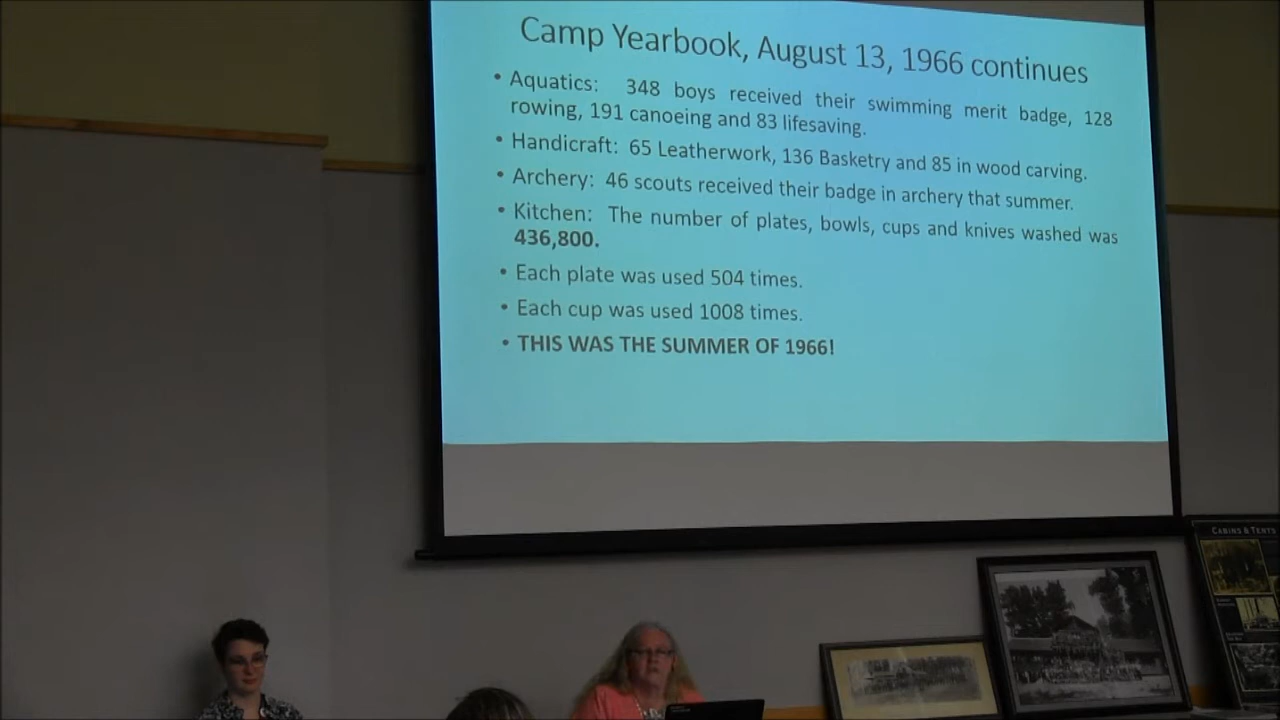 Camp Yearbook, August 13, 1966 continues
• Aquatics: 348 boys received their swimming merit badge, 128
rowing, 191 canoeing and 83 lifesaving.
• Handicraft: 65 Leatherwork, 136 Basketry and 85 in wood carving.
• Archery: 46 scouts received their badge in archery that summer.
• Kitchen: The number of plates, bowls, cups and knives washed was
436,800.
• Each plate was used 504 times.
• Each cup was used 1008 times.
• THIS WAS THE SUMMER OF 1966!
CABINS & TENTS